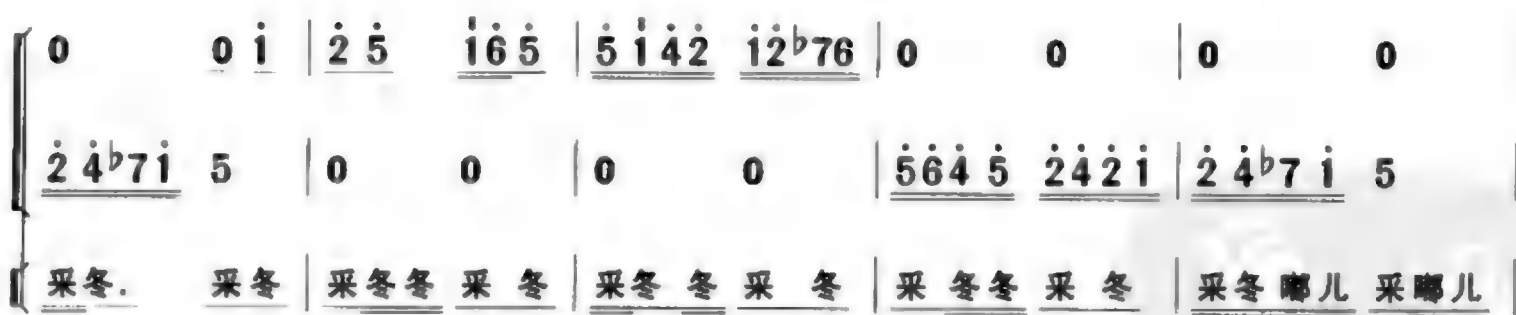 0 0 i̇ | 2̇ 5̇ i̇6̇5̇ | 5̇ i̇4̇2̇ i̇2̇♭76 | 0 0 | 0 0
2̇ 4̇♭7i̇ 5 | 0 0 | 0 0 | 5̇6̇4̇5̇ 2̇4̇2̇i̇ | 2̇ 4̇♭7 i̇ 5
采冬. 采冬 | 采冬冬 采 冬 | 采冬 冬 采 冬 | 采 冬冬 采 冬 | 采冬嘟儿 采嘟儿